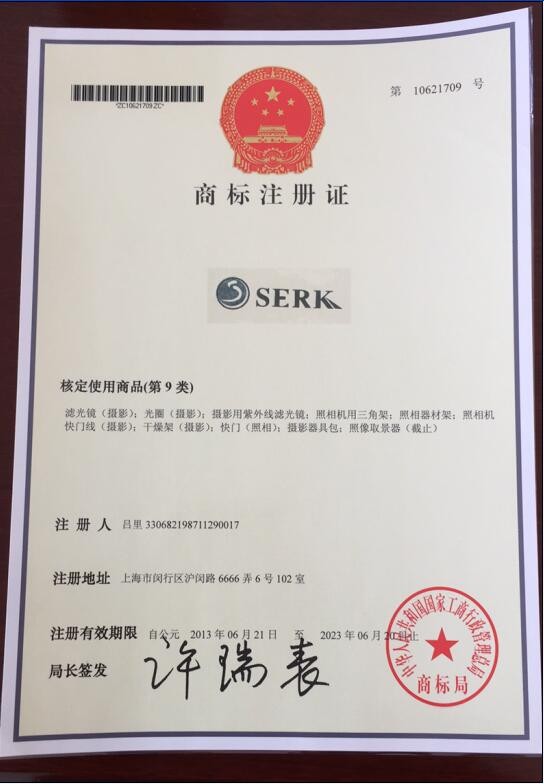 *ZC10621709ZC*
第 10621709 号
商标注册证
SERK
核定使用商品(第 9 类)
滤光镜（摄影）；光圈（摄影）；摄影用紫外线滤光镜；照相机用三角架；照相器材架；照相机
快门线（摄影）；干燥架（摄影）；快门（照相）；摄影器具包；照像取景器（截止）
注 册 人 吕里 330682198711290017
注册地址 上海市闵行区沪闵路 6666 弄 6 号 102 室
注册有效期限 自公元 2013 年 06 月 21 日 至 2023 年 06 月 20 日止
局长签发 许瑞表
中华人民共和国国家工商行政管理总局
商标局